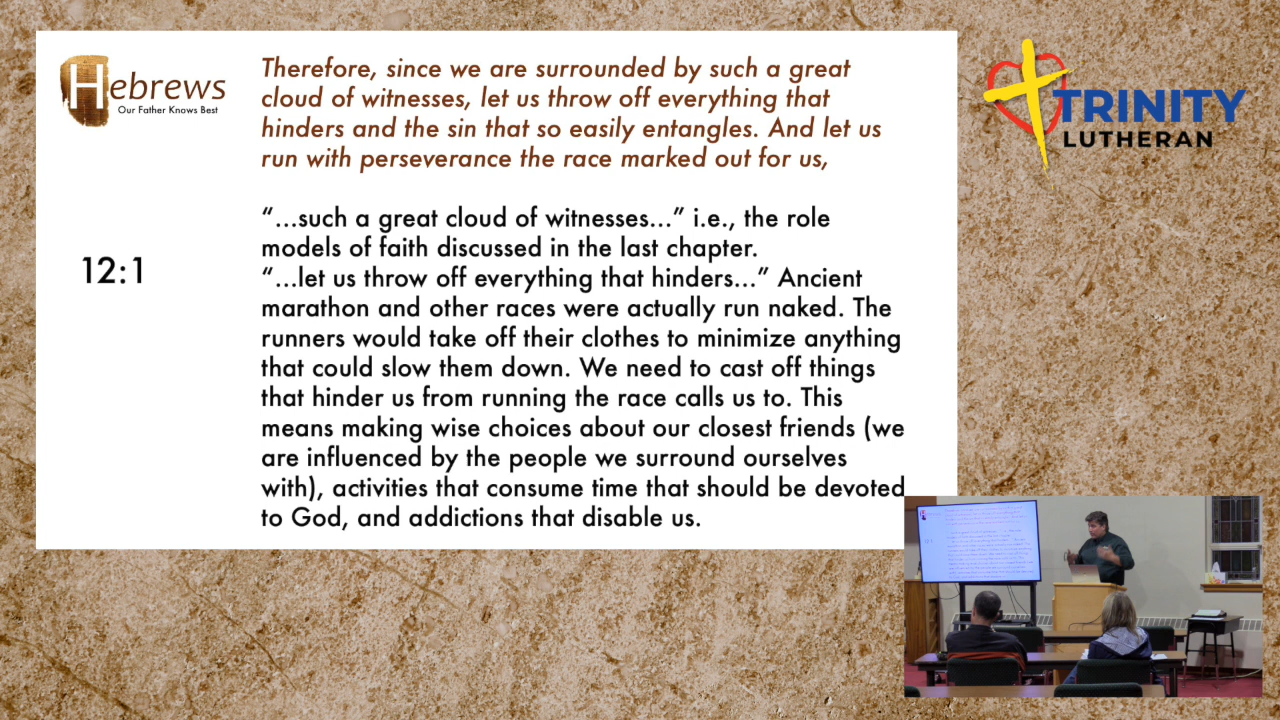 Hebrews
Our Father Knows Best
Therefore, since we are surrounded by such a great
cloud of witnesses, let us throw off everything that
hinders and the sin that so easily entangles. And let us
run with perseverance the race marked out for us,
12:1
“...such a great cloud of witnesses...” i.e., the role
models of faith discussed in the last chapter.
“...let us throw off everything that hinders...” Ancient
marathon and other races were actually run naked. The
runners would take off their clothes to minimize anything
that could slow them down. We need to cast off things
that hinder us from running the race calls us to. This
means making wise choices about our closest friends (we
are influenced by the people we surround ourselves
with), activities that consume time that should be devoted
to God, and addictions that disable us.
TRINITY
LUTHERAN